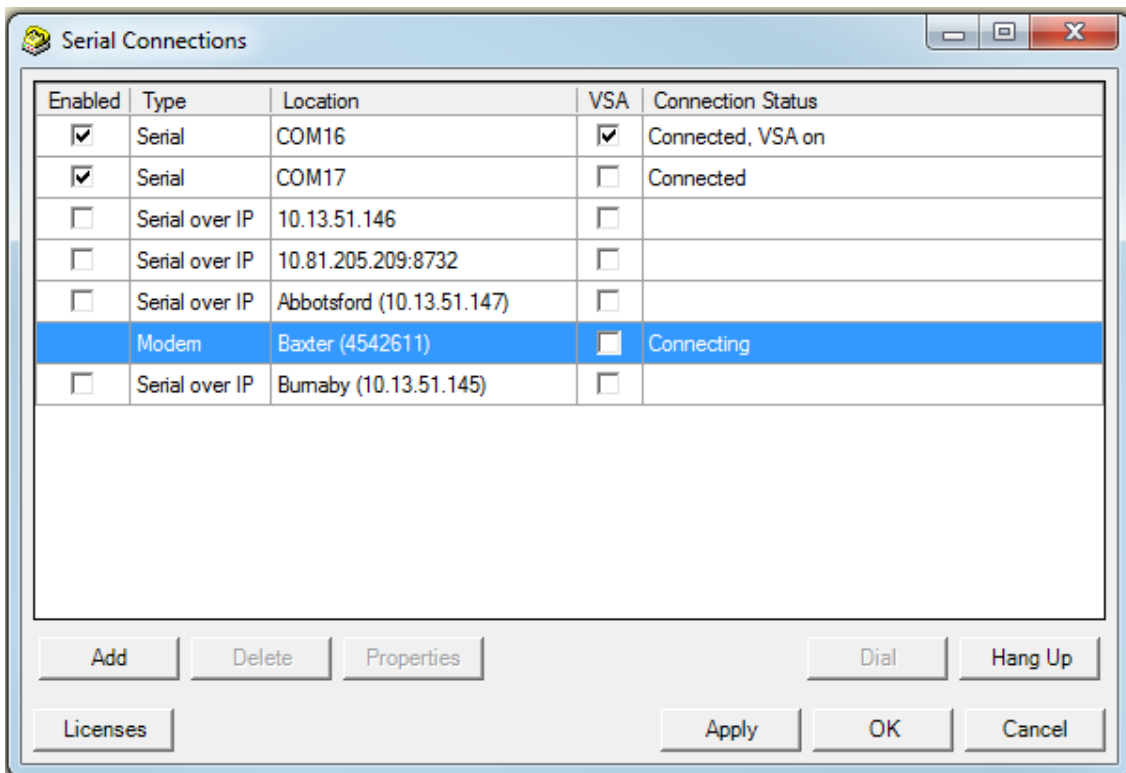 Serial Connections
Enabled Type Location VSA Connection Status
Serial COM16 Connected, VSA on
Serial COM17 Connected
Serial over IP 10.13.51.146
Serial over IP 10.81.205.209:8732
Serial over IP Abbotsford (10.13.51.147)
Modem Baxter (4542611) Connecting
Serial over IP Burnaby (10.13.51.145)
Add Delete Properties Dial Hang Up
Licenses Apply OK Cancel